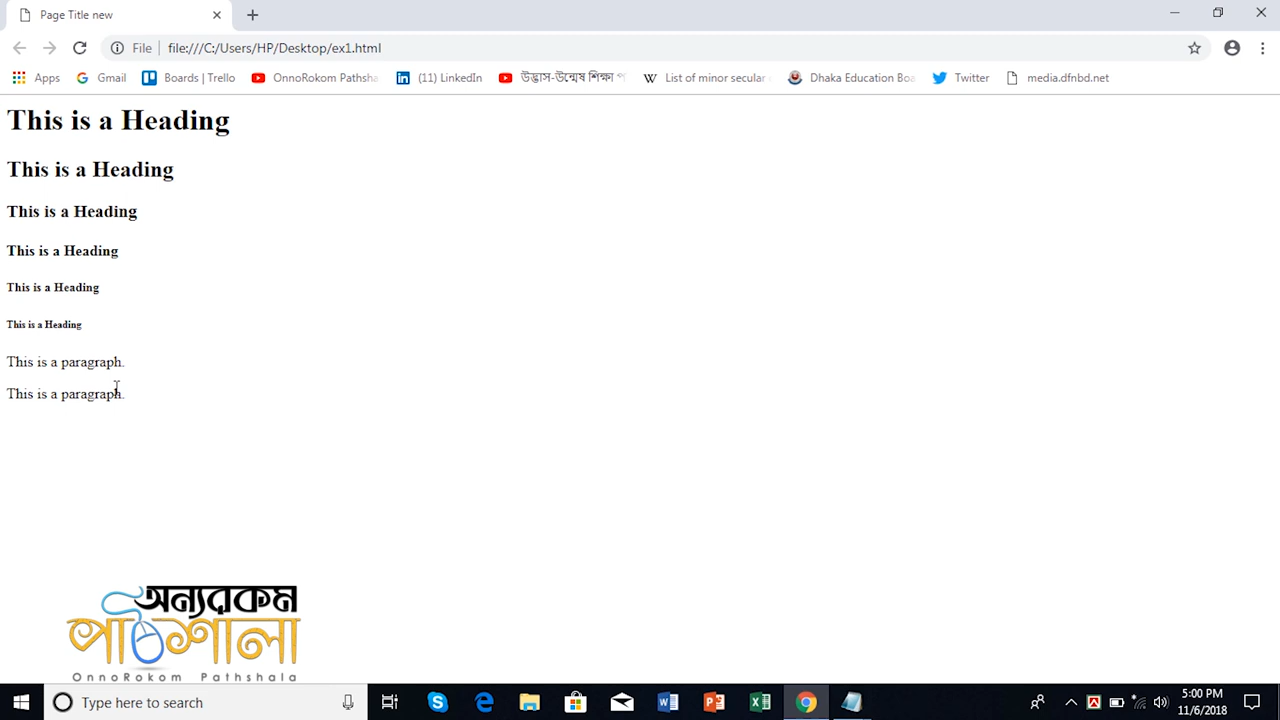 Page Title new
File
file:///C:/Users/HP/Desktop/ex1.html
Apps
Gmail
Boards | Trello
OnnoRokom Pathsha
(11) LinkedIn
উদ্ভাস-উন্মেষ শিক্ষা প
List of minor secular
Dhaka Education Boa
Twitter
media.dfnbd.net
This is a Heading
This is a Heading
This is a Heading
This is a Heading
This is a Heading
This is a Heading
This is a paragraph.
This is a paragraph.
অন্যরকম
পাঠশালা
OnnoRokom Pathshala
Type here to search
5:00 PM
11/6/2018